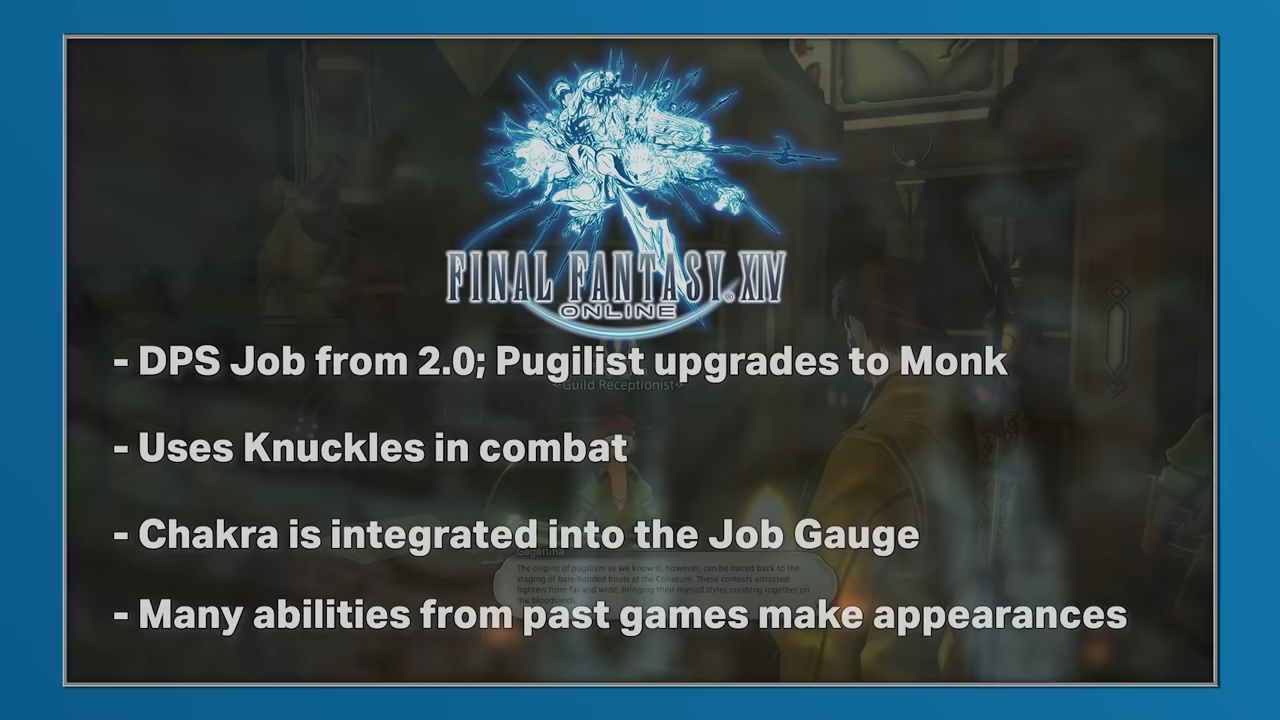 FINAL FANTASY® XIV
ONLINE
- DPS Job from 2.0; Pugilist upgrades to Monk
<Guild Receptionist>
- Uses Knuckles in combat
- Chakra is integrated into the Job Gauge
Gagaruna
The origins of pugilism as we know it, however, can be traced back to the
staging of bare-handed bouts at the Coliseum. These contests attracted
fighters from far and wide, bringing their myriad styles crashing together on
the bloodsands.
- Many abilities from past games make appearances